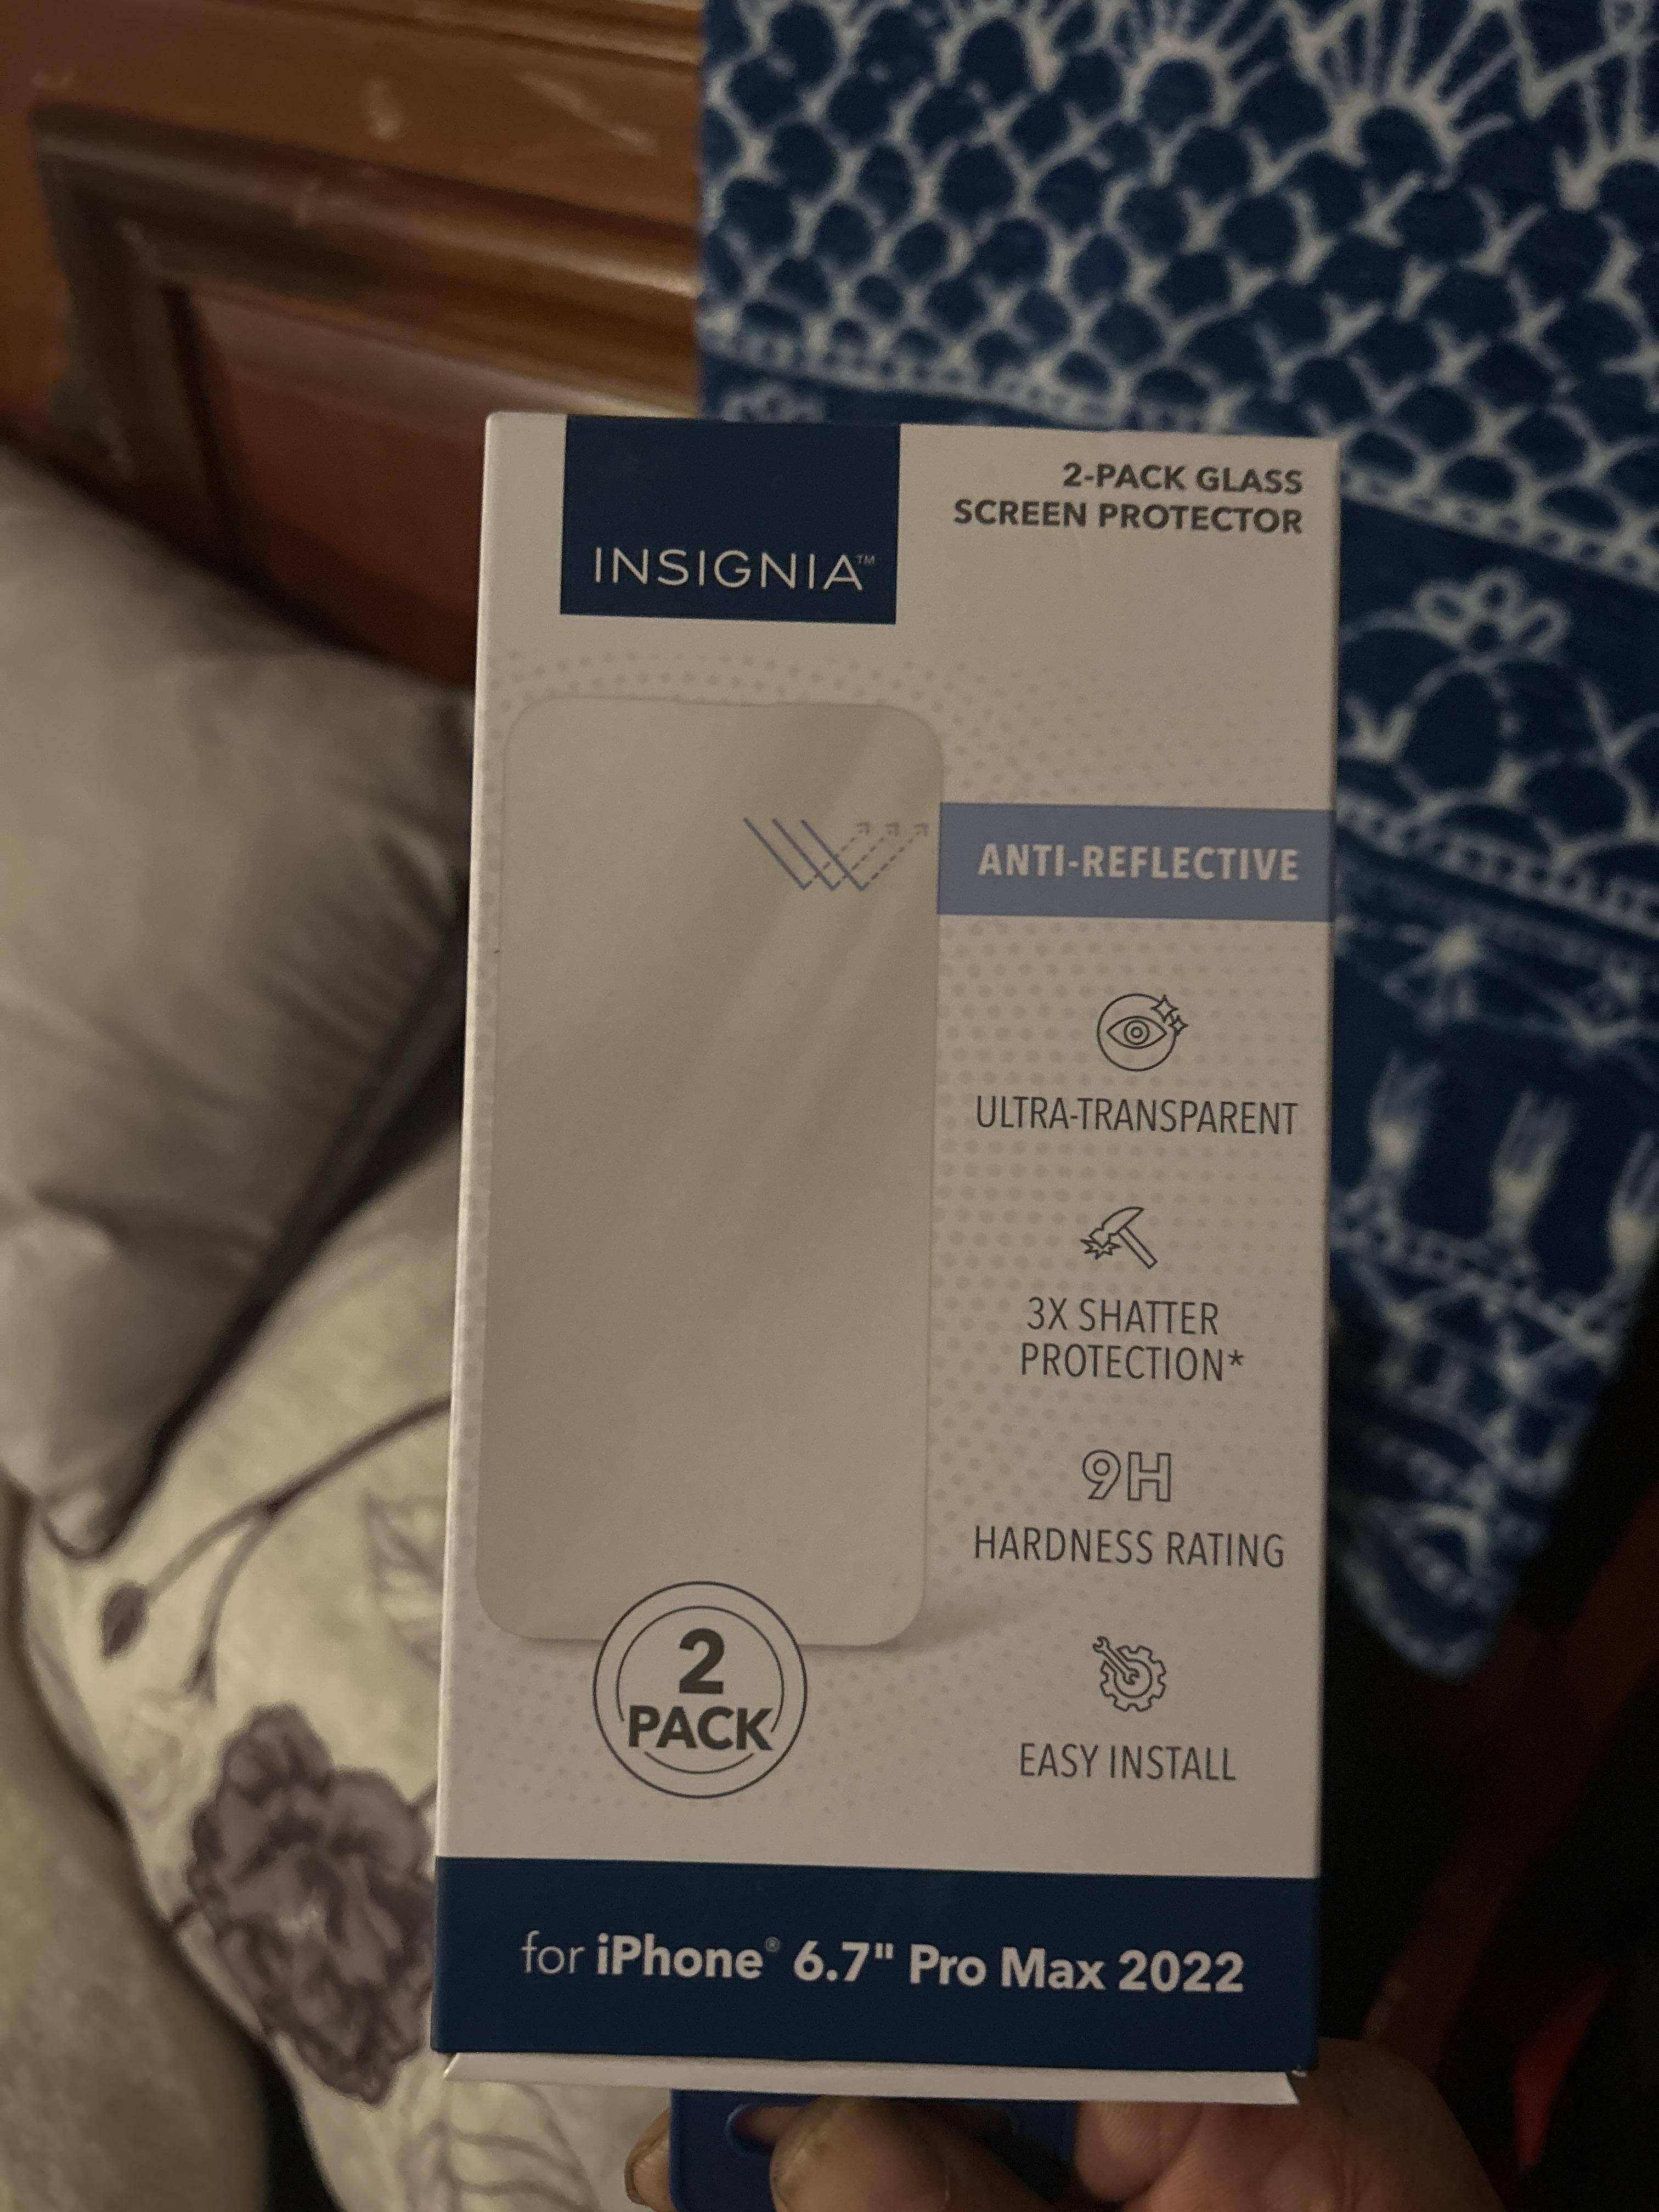 INSIGNIA™
2-PACK GLASS
SCREEN PROTECTOR
ANTI-REFLECTIVE
ULTRA-TRANSPARENT
3X SHATTER
PROTECTION*
9H
HARDNESS RATING
EASY INSTALL
2
PACK
for iPhone® 6.7" Pro Max 2022